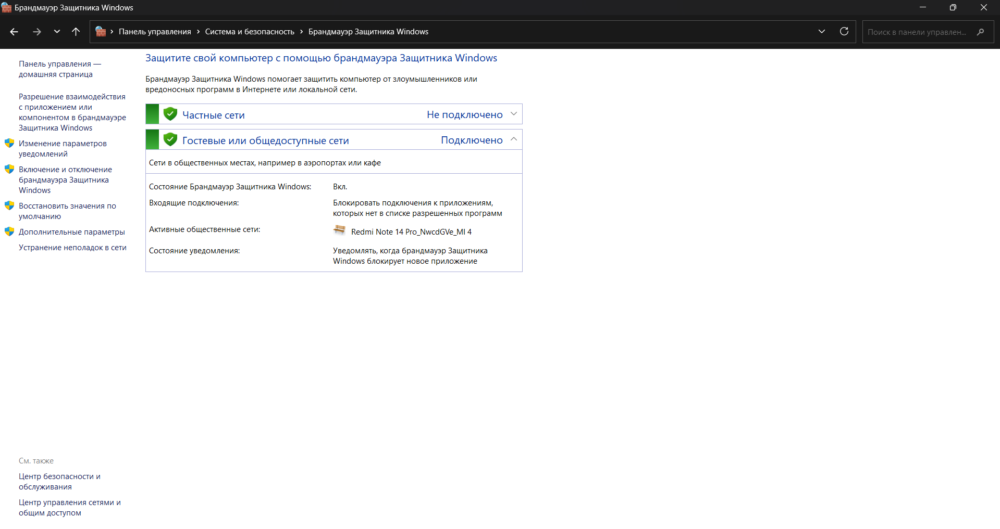 Брандмауэр Защитника Windows
Панель управления
Система и безопасность
Брандмауэр Защитника Windows
Поиск в панели управлен...
Панель управления —
домашняя страница
Разрешение взаимодействия
с приложением или
компонентом в брандмауэре
Защитника Windows
Изменение параметров
уведомлений
Включение и отключение
брандмауэра Защитника
Windows
Восстановить значения по
умолчанию
Дополнительные параметры
Устранение неполадок в сети
Защитите свой компьютер с помощью брандмауэра Защитника Windows
Брандмауэр Защитника Windows помогает защитить компьютер от злоумышленников или
вредоносных программ в Интернете или локальной сети.
Частные сети Не подключено
Гостевые или общедоступные сети Подключено
Сети в общественных местах, например в аэропортах или кафе
Состояние Брандмауэр Защитника Windows: Вкл.
Входящие подключения: Блокировать подключения к приложениям,
которых нет в списке разрешенных программ
Активные общественные сети: Redmi Note 14 Pro_NwcdGVe_MI 4
Состояние уведомления: Уведомлять, когда брандмауэр Защитника
Windows блокирует новое приложение
См. также
Центр безопасности и
обслуживания
Центр управления сетями и
общим доступом